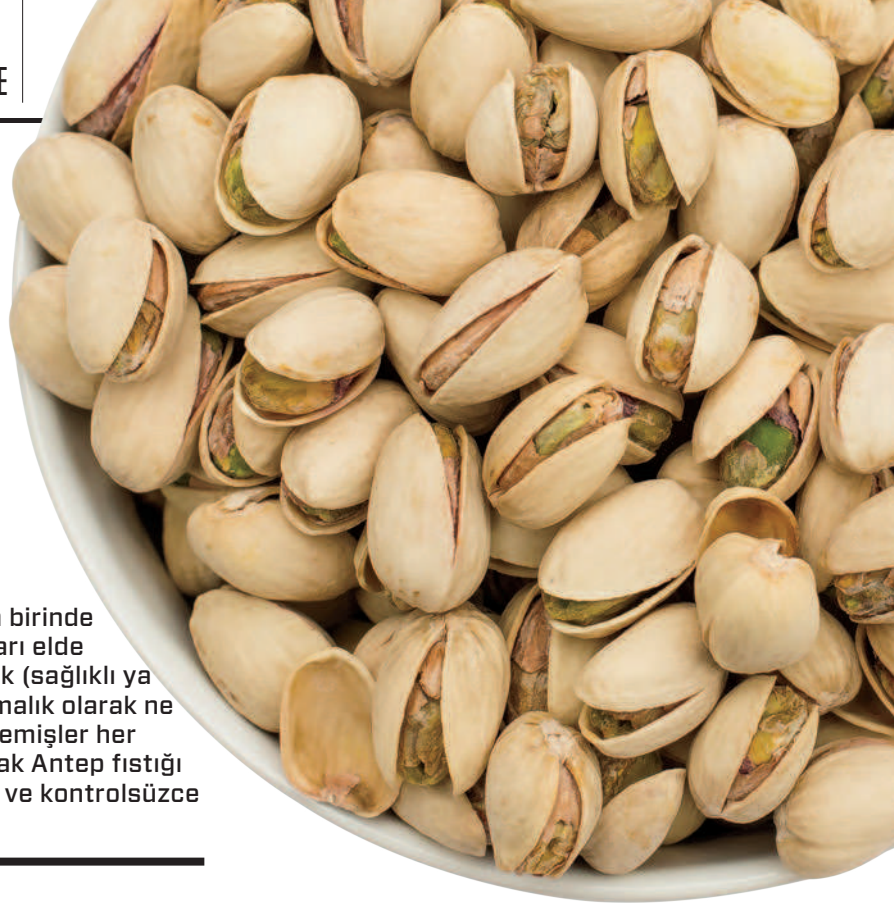 E
birinde
arı elde
k (sağlıklı ya
malık olarak ne
emişler her
ak Antep fıstığı
ve kontrolsüzce